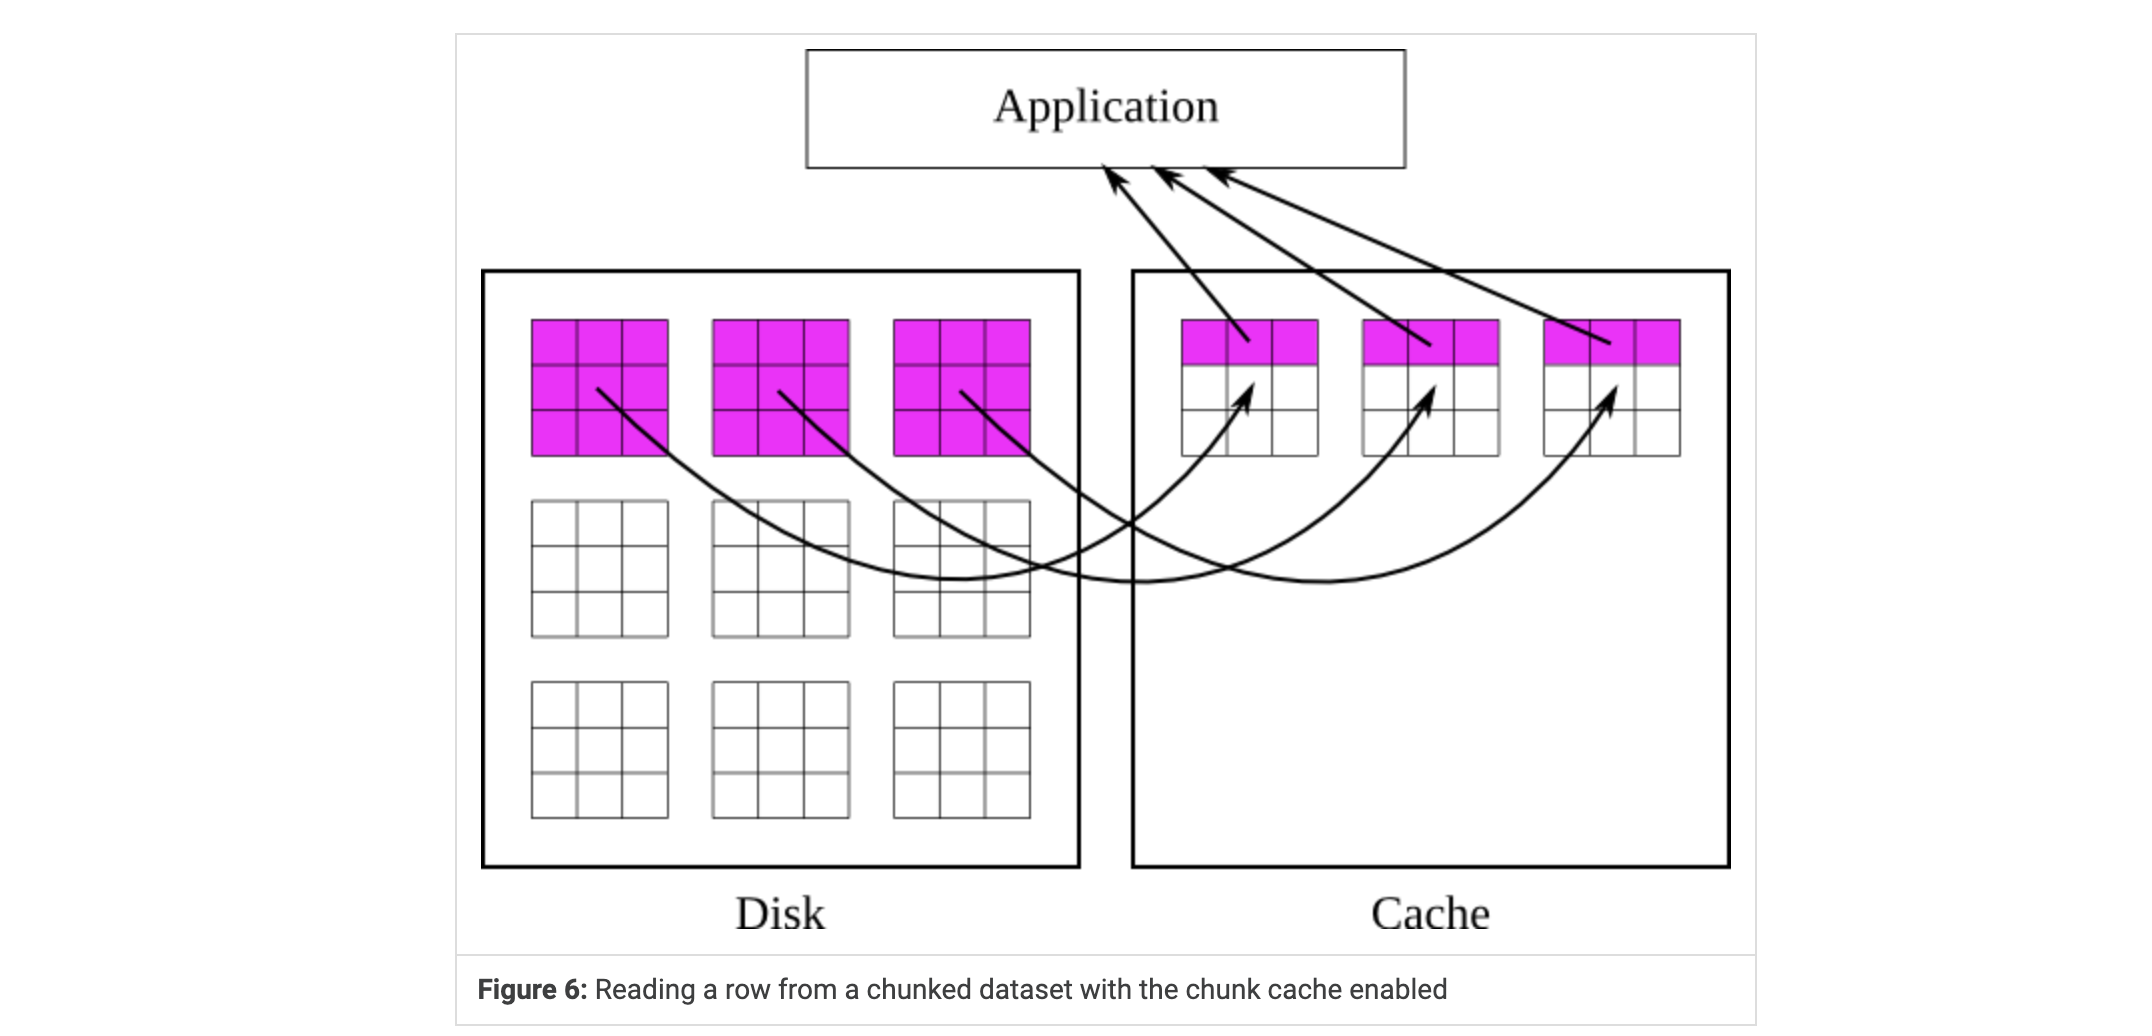 Application
Disk
Cache
Figure 6: Reading a row from a chunked dataset with the chunk cache enabled